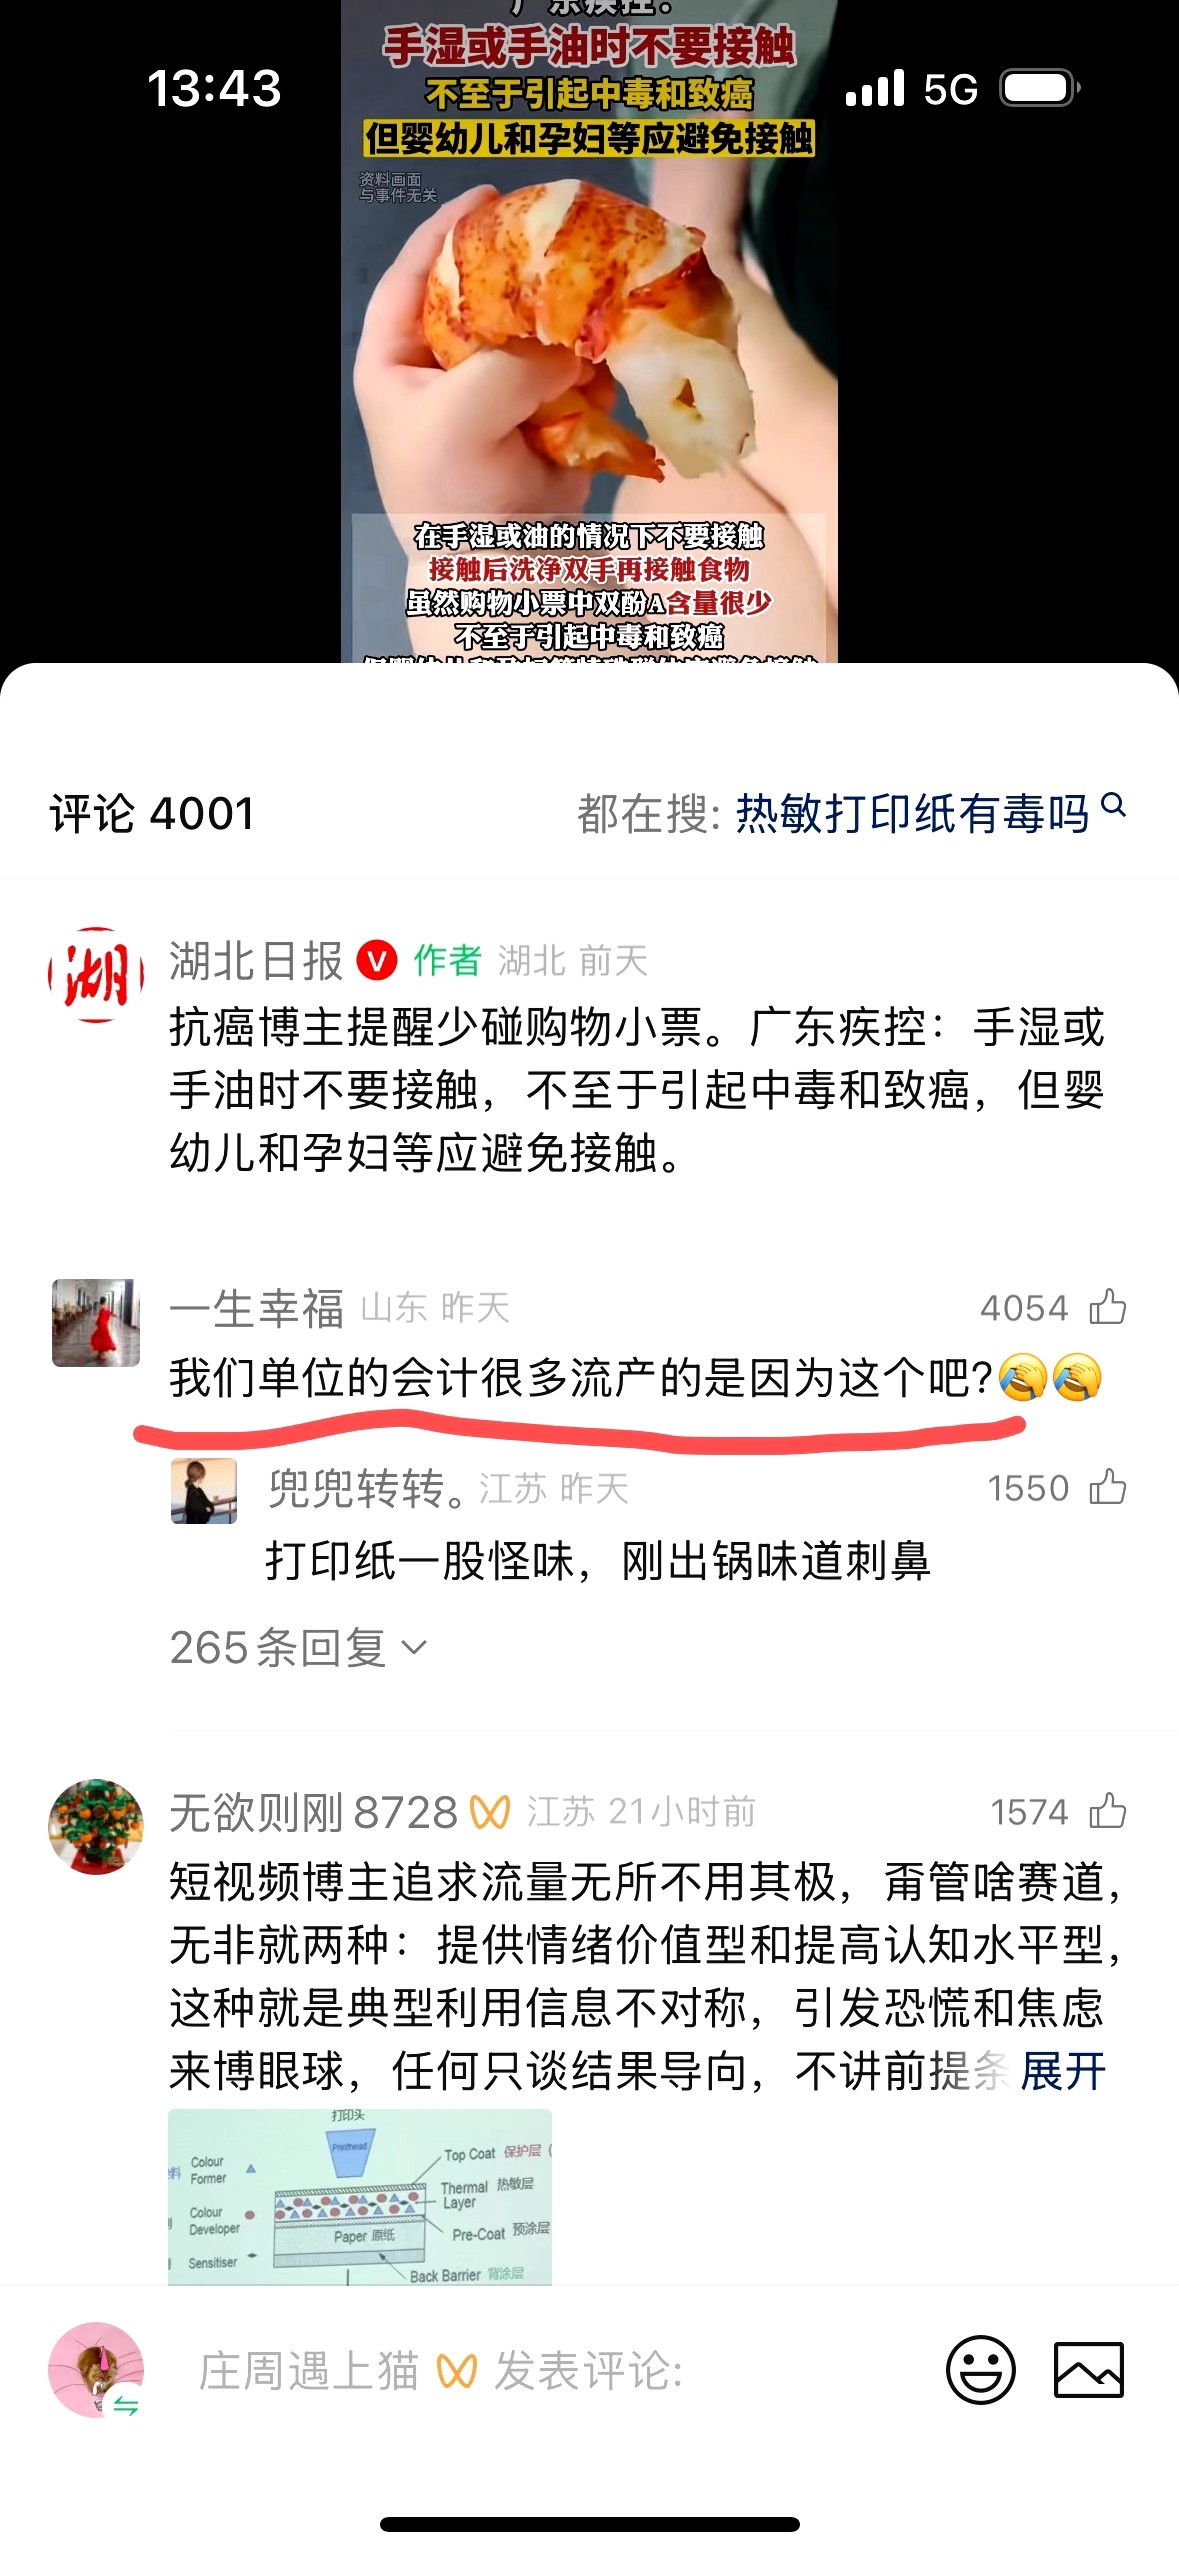 广东疾控：
手湿或手油时不要接触
13:43
5G
不至于引起中毒和致癌
但婴幼儿和孕妇等应避免接触
资料画面
与事件无关
在手湿或油的情况下不要接触
接触后洗净双手再接触食物
虽然购物小票中双酚A含量很少
不至于引起中毒和致癌
评论 4001
都在搜: 热敏打印纸有毒吗
湖
湖北日报 V 作者 湖北 前天
抗癌博主提醒少碰购物小票。广东疾控：手湿或
手油时不要接触，不至于引起中毒和致癌，但婴
幼儿和孕妇等应避免接触。
一生幸福 山东 昨天
4054
我们单位的会计很多流产的是因为这个吧?😂😂
兜兜转转。江苏 昨天
1550
打印纸一股怪味，刚出锅味道刺鼻
265条回复
无欲则刚8728 江苏 21小时前
1574
短视频博主追求流量无所不用其极，甭管啥赛道，
无非就两种：提供情绪价值型和提高认知水平型，
这种就是典型利用信息不对称，引发恐慌和焦虑
来博眼球，任何只谈结果导向，不讲前提条 展开
打印头
Printhead
Colour
Former
Top Coat 保护层
Thermal 热敏层
Layer
Colour
Developer
Paper 原纸
Pre-Coat 预涂层
Sensitiser
Back Barrier 背涂层
庄周遇上猫 发表评论: